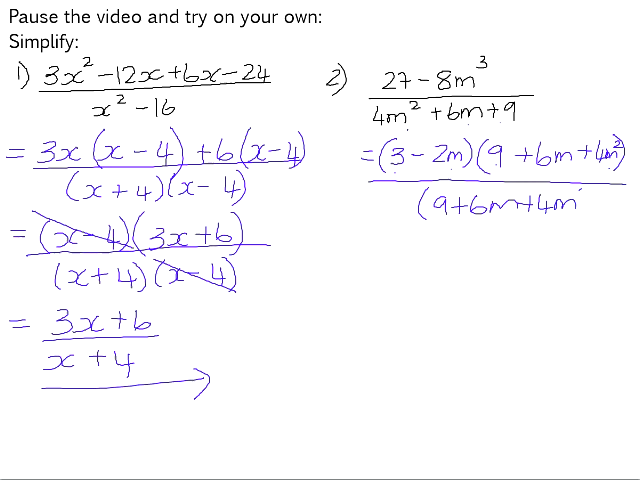 Pause the video and try on your own:
Simplify:
1) 3x² - 12x + 6x - 24
x² - 16
= 3x(x - 4) + 6(x - 4)
(x + 4)(x - 4)
= (x - 4)(3x + 6)
(x + 4)(x - 4)
= 3x + 6
x + 4
2) 27 - 8m³
4m² + 6m + 9
= (3 - 2m)(9 + 6m + 4m²)
(9 + 6m + 4m